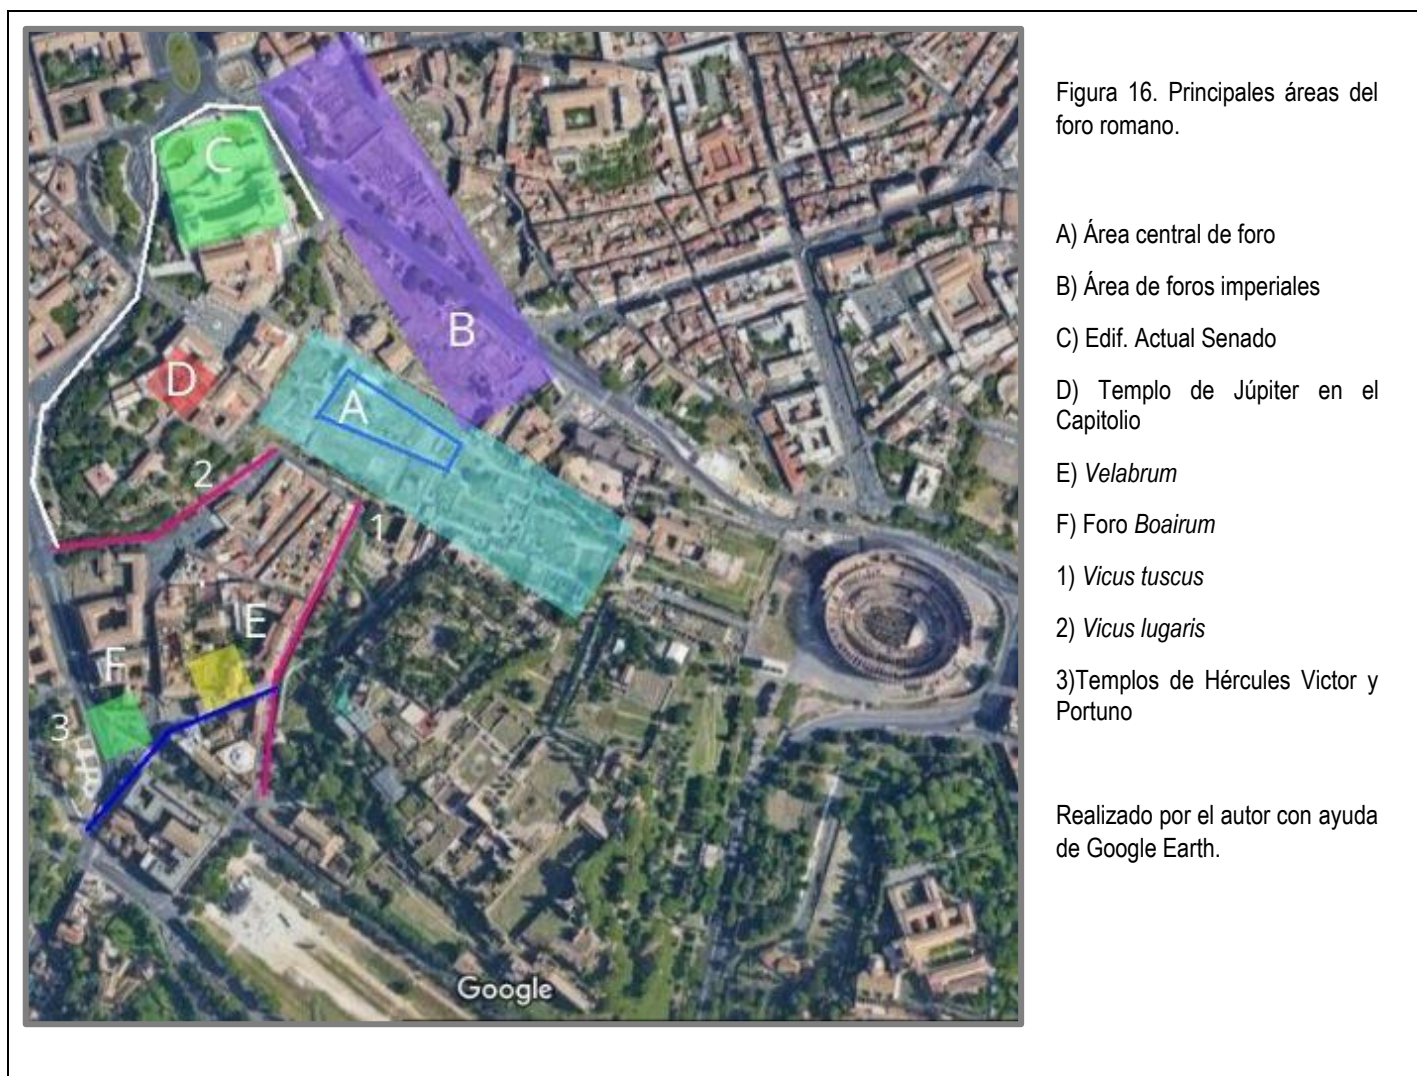 C
B
D
A
2
1
E
F
3
Google
Figura 16. Principales áreas del
foro romano.
A) Área central de foro
B) Área de foros imperiales
C) Edif. Actual Senado
D) Templo de Júpiter en el
Capitolio
E) Velabrum
F) Foro Boairum
1) Vicus tuscus
2) Vicus lugaris
3)Templos de Hércules Victor y
Portuno
Realizado por el autor con ayuda
de Google Earth.